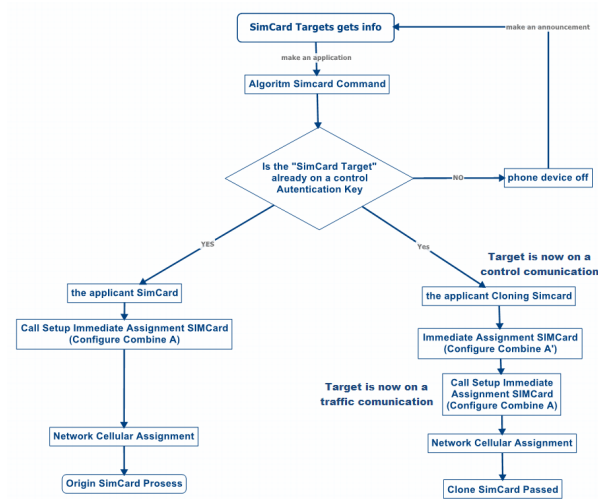 SimCard Targets gets info
make an announcement
make an application
Algoritm Simcard Command
Is the "SimCard Target"
already on a control
Autentication Key
NO
phone device off
YES
Yes
Target is now on a
control comunication
the applicant SimCard
the applicant Cloning Simcard
Call Setup Immediate Assignment SIMCard
(Configure Combine A)
Immediate Assignment SIMCard
(Configure Combine A')
Target is now on a
traffic comunication
Call Setup Immediate
Assignment SIMCard
(Configure Combine A)
Network Cellular Assignment
Network Cellular Assignment
Origin SimCard Prosess
Clone SimCard Passed